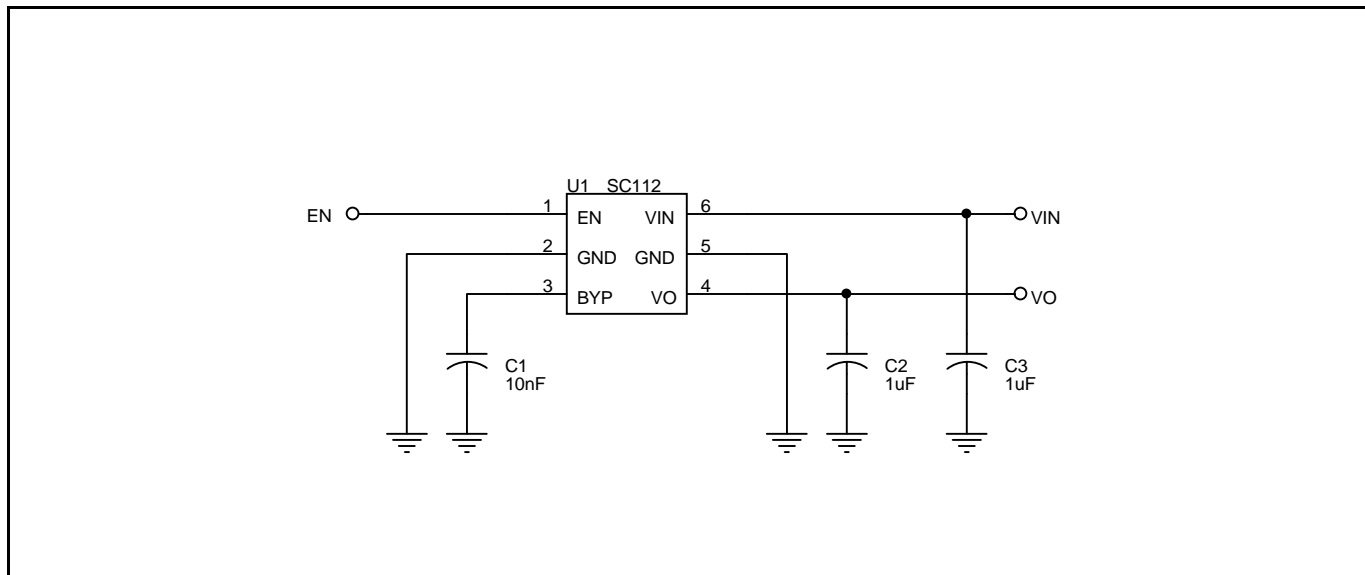 U1 SC112
EN 1 EN VIN 6 VIN
2 GND GND 5
3 BYP VO 4 VO
C1
10nF
C2
1uF
C3
1uF